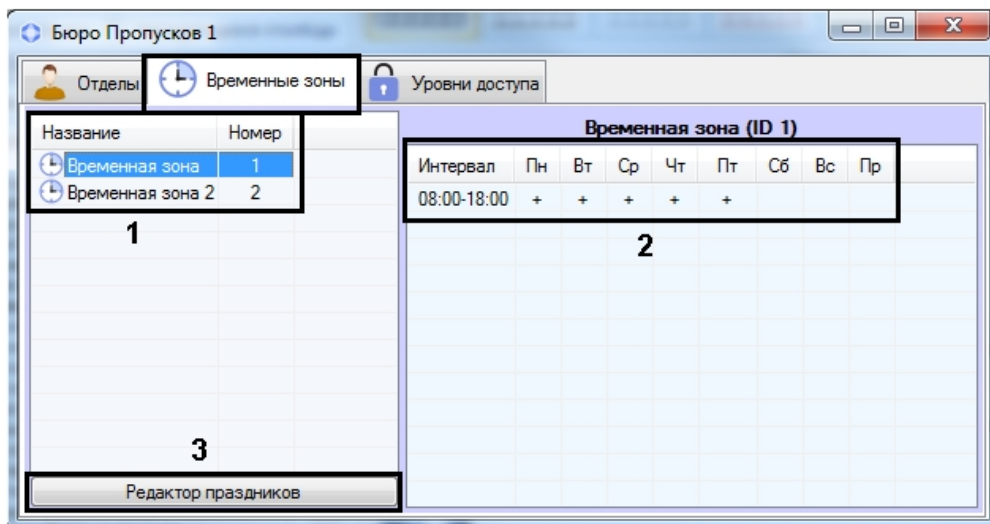 Бюро Пропусков 1
Отделы Временные зоны Уровни доступа
Название Номер
Временная зона 1
Временная зона 2 2
1
Временная зона (ID 1)
Интервал Пн Вт Ср Чт Пт Сб Вс Пр
08:00-18:00 + + + + +
2
3
Редактор праздников